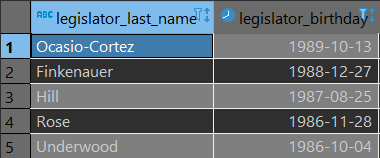 ABC legislator_last_name legislator_birthday
1 Ocasio-Cortez 1989-10-13
2 Finkenauer 1988-12-27
3 Hill 1987-08-25
4 Rose 1986-11-28
5 Underwood 1986-10-04